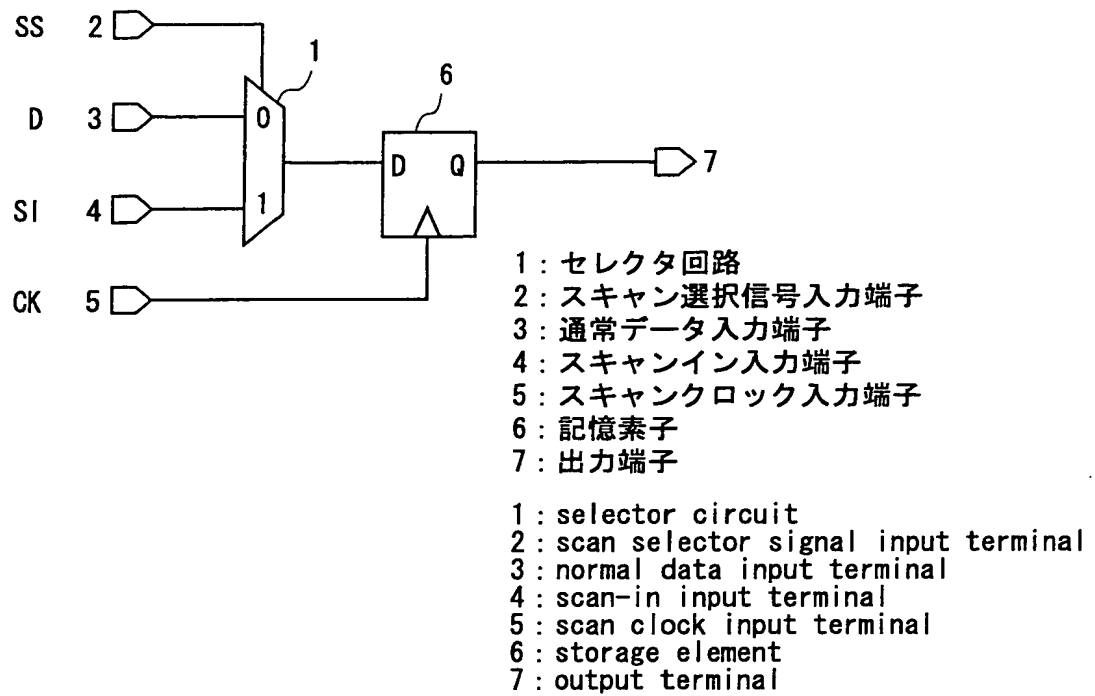 SS 2
1
6
D 3
0
D Q
7
SI 4
1
CK 5
1：セレクタ回路
2：スキャン選択信号入力端子
3：通常データ入力端子
4：スキャンイン入力端子
5：スキャンクロック入力端子
6：記憶素子
7：出力端子
1 : selector circuit
2 : scan selector signal input terminal
3 : normal data input terminal
4 : scan-in input terminal
5 : scan clock input terminal
6 : storage element
7 : output terminal